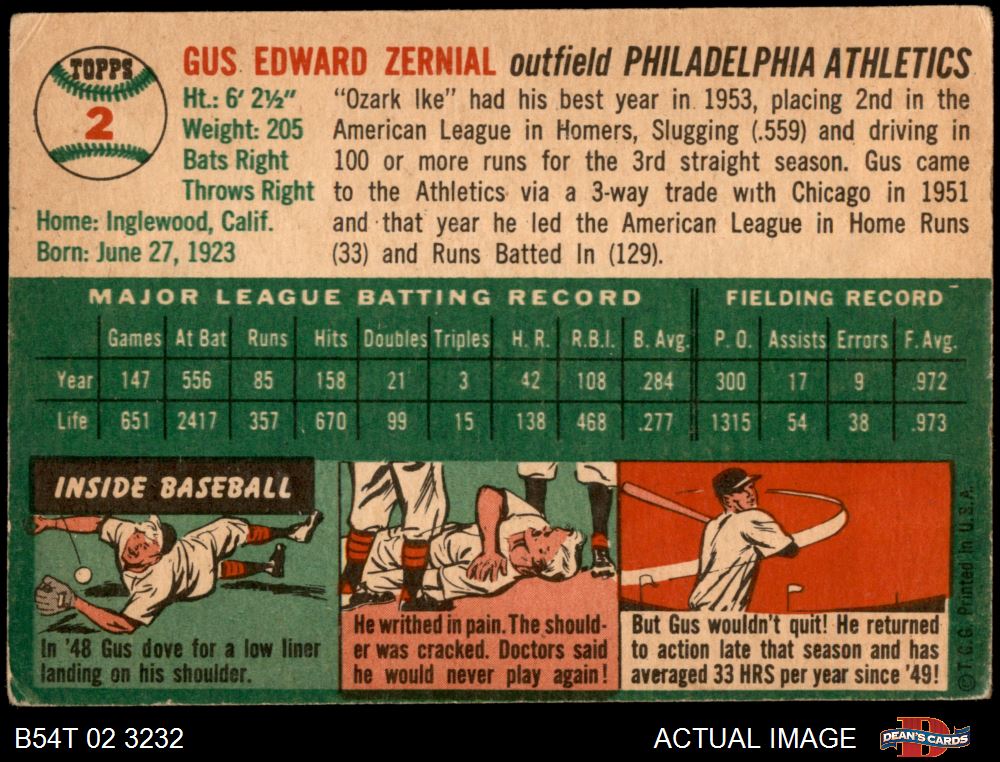 TOPPS
2
GUS EDWARD ZERNIAL outfield PHILADELPHIA ATHLETICS
Ht.: 6' 2½"
Weight: 205
Bats Right
Throws Right
Home: Inglewood, Calif.
Born: June 27, 1923
"Ozark Ike" had his best year in 1953, placing 2nd in the
American League in Homers, Slugging (.559) and driving in
100 or more runs for the 3rd straight season. Gus came
to the Athletics via a 3-way trade with Chicago in 1951
and that year he led the American League in Home Runs
(33) and Runs Batted In (129).
MAJOR LEAGUE BATTING RECORD FIELDING RECORD
Games At Bat Runs Hits Doubles Triples H. R. R.B.I. B. Avg. P. O. Assists Errors F. Avg.
Year 147 556 85 158 21 3 42 108 .284 300 17 9 .972
Life 651 2417 357 670 99 15 138 468 .277 1315 54 38 .973
INSIDE BASEBALL
In '48 Gus dove for a low liner
landing on his shoulder.
He writhed in pain. The should-
er was cracked. Doctors said
he would never play again!
But Gus wouldn't quit! He returned
to action late that season and has
averaged 33 HRS per year since '49!
© T.C.G. Printed in U.S.A.
B54T 02 3232
ACTUAL IMAGE
DEAN'S CARDS